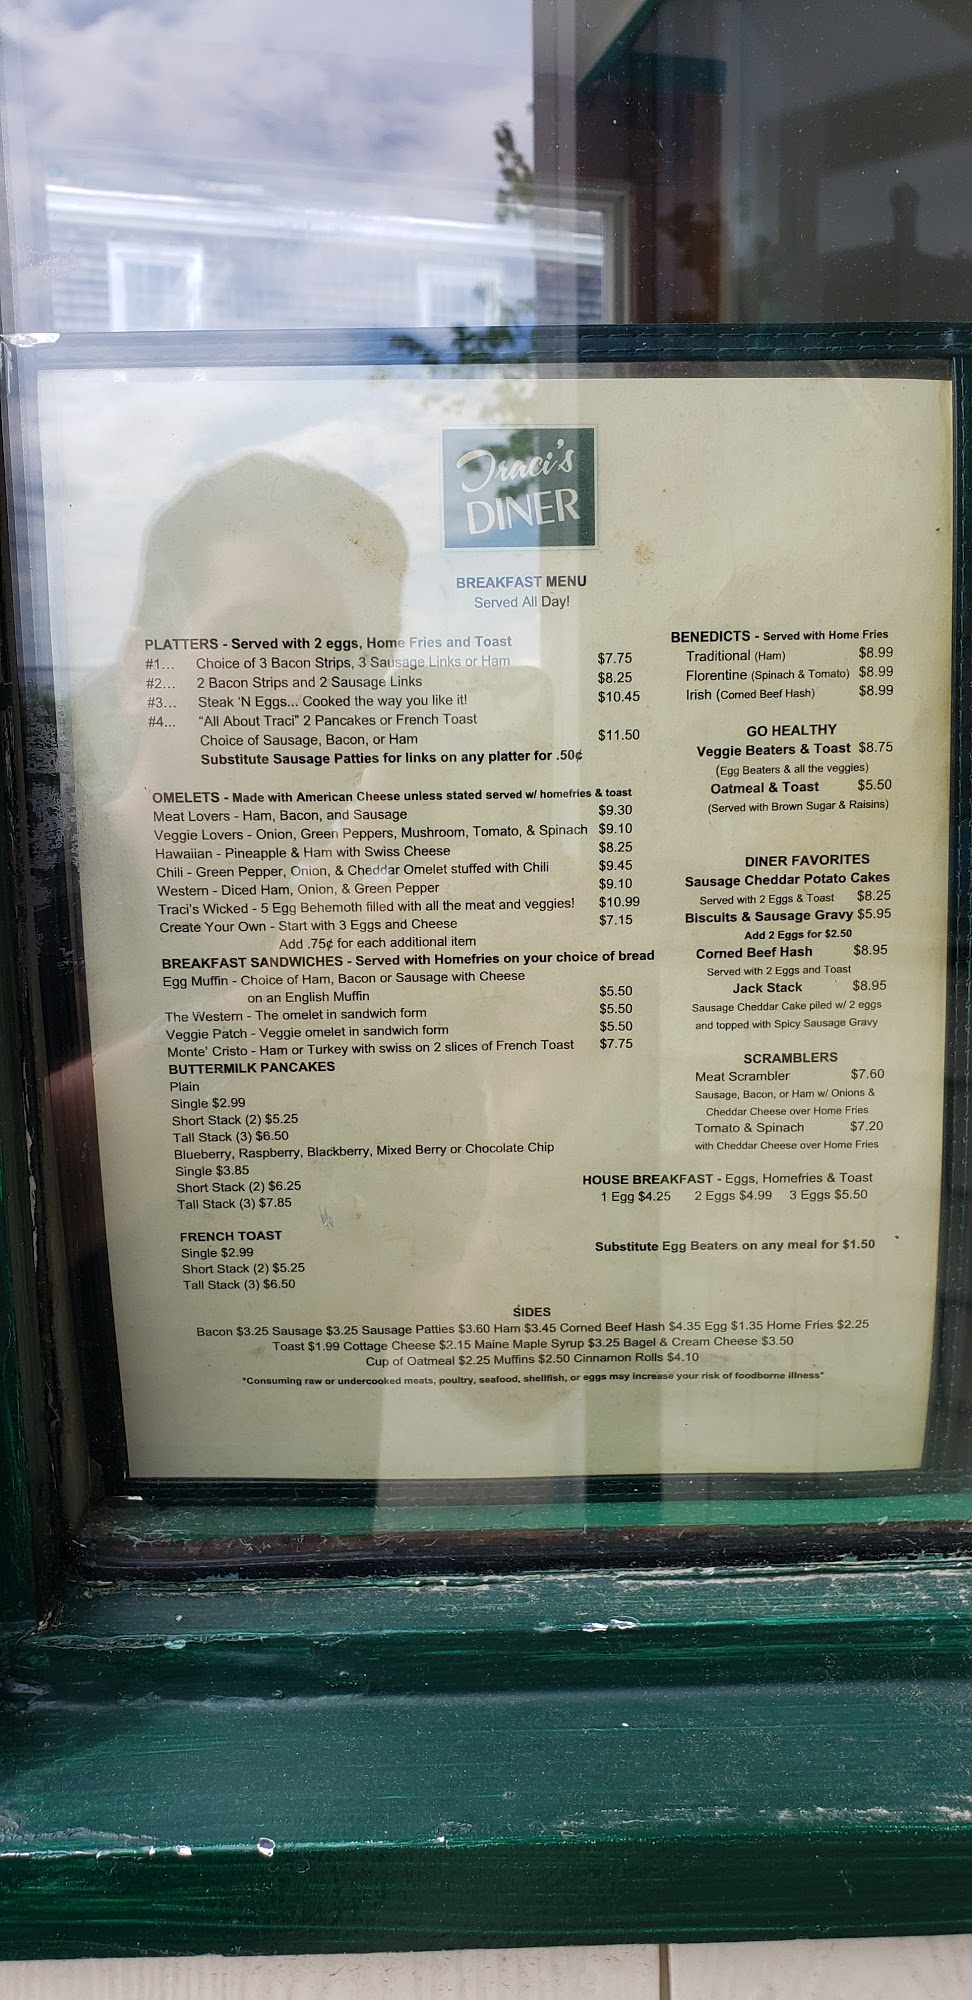 Traci's
DINER
BREAKFAST MENU
Served All Day!
PLATTERS - Served with 2 eggs, Home Fries and Toast
#1... Choice of 3 Bacon Strips, 3 Sausage Links or Ham $7.75
#2... 2 Bacon Strips and 2 Sausage Links $8.25
#3... Steak 'N Eggs... Cooked the way you like it! $10.45
#4... "All About Traci" 2 Pancakes or French Toast
Choice of Sausage, Bacon, or Ham $11.50
Substitute Sausage Patties for links on any platter for .50¢
OMELETS - Made with American Cheese unless stated served w/ homefries & toast
Meat Lovers - Ham, Bacon, and Sausage $9.30
Veggie Lovers - Onion, Green Peppers, Mushroom, Tomato, & Spinach $9.10
Hawaiian - Pineapple & Ham with Swiss Cheese $8.25
Chili - Green Pepper, Onion, & Cheddar Omelet stuffed with Chili $9.45
Western - Diced Ham, Onion, & Green Pepper $9.10
Traci's Wicked - 5 Egg Behemoth filled with all the meat and veggies! $10.99
Create Your Own - Start with 3 Eggs and Cheese $7.15
Add .75¢ for each additional item
BREAKFAST SANDWICHES - Served with Homefries on your choice of bread
Egg Muffin - Choice of Ham, Bacon or Sausage with Cheese
on an English Muffin $5.50
The Western - The omelet in sandwich form $5.50
Veggie Patch - Veggie omelet in sandwich form $5.50
Monte' Cristo - Ham or Turkey with swiss on 2 slices of French Toast $7.75
BUTTERMILK PANCAKES
Plain
Single $2.99
Short Stack (2) $5.25
Tall Stack (3) $6.50
Blueberry, Raspberry, Blackberry, Mixed Berry or Chocolate Chip
Single $3.85
Short Stack (2) $6.25
Tall Stack (3) $7.85
FRENCH TOAST
Single $2.99
Short Stack (2) $5.25
Tall Stack (3) $6.50
BENEDICTS - Served with Home Fries
Traditional (Ham) $8.99
Florentine (Spinach & Tomato) $8.99
Irish (Corned Beef Hash) $8.99
GO HEALTHY
Veggie Beaters & Toast $8.75
(Egg Beaters & all the veggies)
Oatmeal & Toast $5.50
(Served with Brown Sugar & Raisins)
DINER FAVORITES
Sausage Cheddar Potato Cakes
Served with 2 Eggs & Toast $8.25
Biscuits & Sausage Gravy $5.95
Add 2 Eggs for $2.50
Corned Beef Hash $8.95
Served with 2 Eggs and Toast
Jack Stack $8.95
Sausage Cheddar Cake piled w/ 2 eggs
and topped with Spicy Sausage Gravy
SCRAMBLERS
Meat Scrambler $7.60
Sausage, Bacon, or Ham w/ Onions &
Cheddar Cheese over Home Fries
Tomato & Spinach $7.20
with Cheddar Cheese over Home Fries
HOUSE BREAKFAST - Eggs, Homefries & Toast
1 Egg $4.25 2 Eggs $4.99 3 Eggs $5.50
Substitute Egg Beaters on any meal for $1.50
SIDES
Bacon $3.25 Sausage $3.25 Sausage Patties $3.60 Ham $3.45 Corned Beef Hash $4.35 Egg $1.35 Home Fries $2.25
Toast $1.99 Cottage Cheese $2.15 Maine Maple Syrup $3.25 Bagel & Cream Cheese $3.50
Cup of Oatmeal $2.25 Muffins $2.50 Cinnamon Rolls $4.10
*Consuming raw or undercooked meats, poultry, seafood, shellfish, or eggs may increase your risk of foodborne illness*